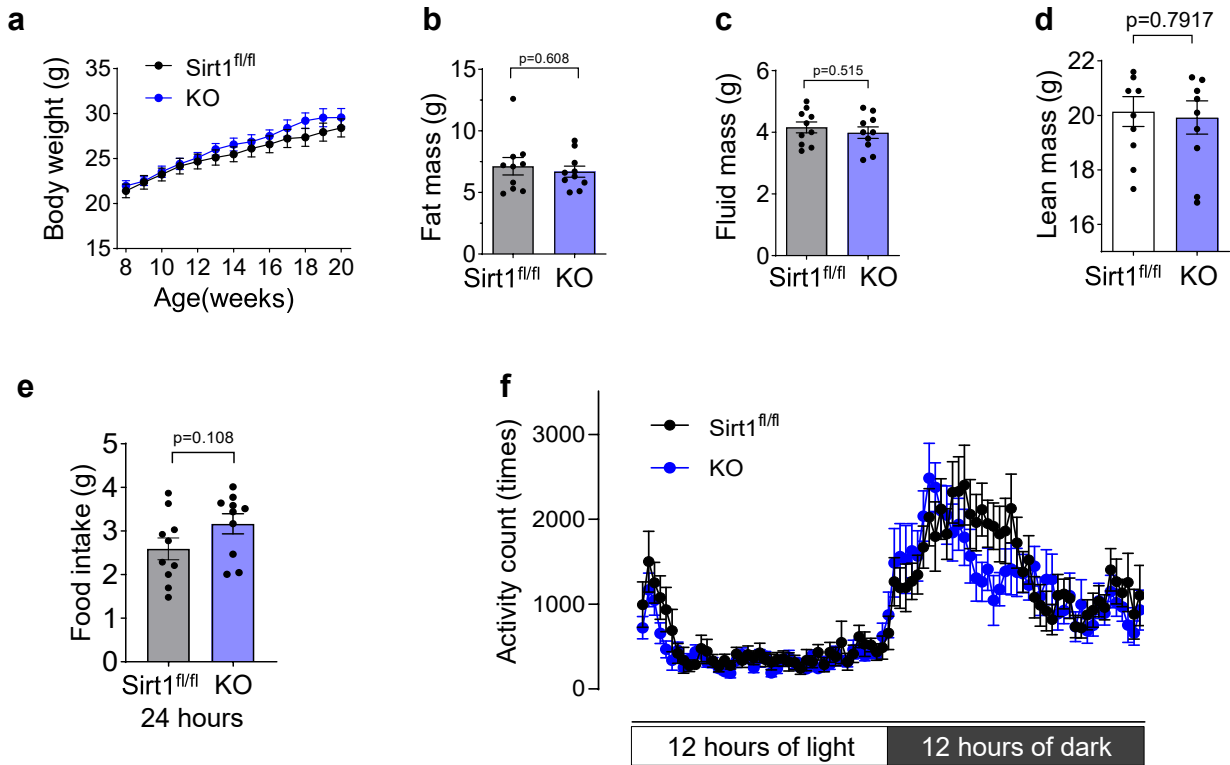 a
Sirt1fl/fl
KO
Body weight (g)
35
30
25
20
15
8 10 12 14 16 18 20
Age(weeks)
b
p=0.608
Fat mass (g)
15
10
5
0
Sirt1fl/fl KO
c
p=0.515
Fluid mass (g)
6
4
2
0
Sirt1fl/fl KO
d
p=0.7917
Lean mass (g)
22
20
18
16
Sirt1fl/fl KO
e
p=0.108
Food intake (g)
5
4
3
2
1
0
Sirt1fl/fl KO
24 hours
f
Sirt1fl/fl
KO
Activity count (times)
3000
2000
1000
0
12 hours of light
12 hours of dark